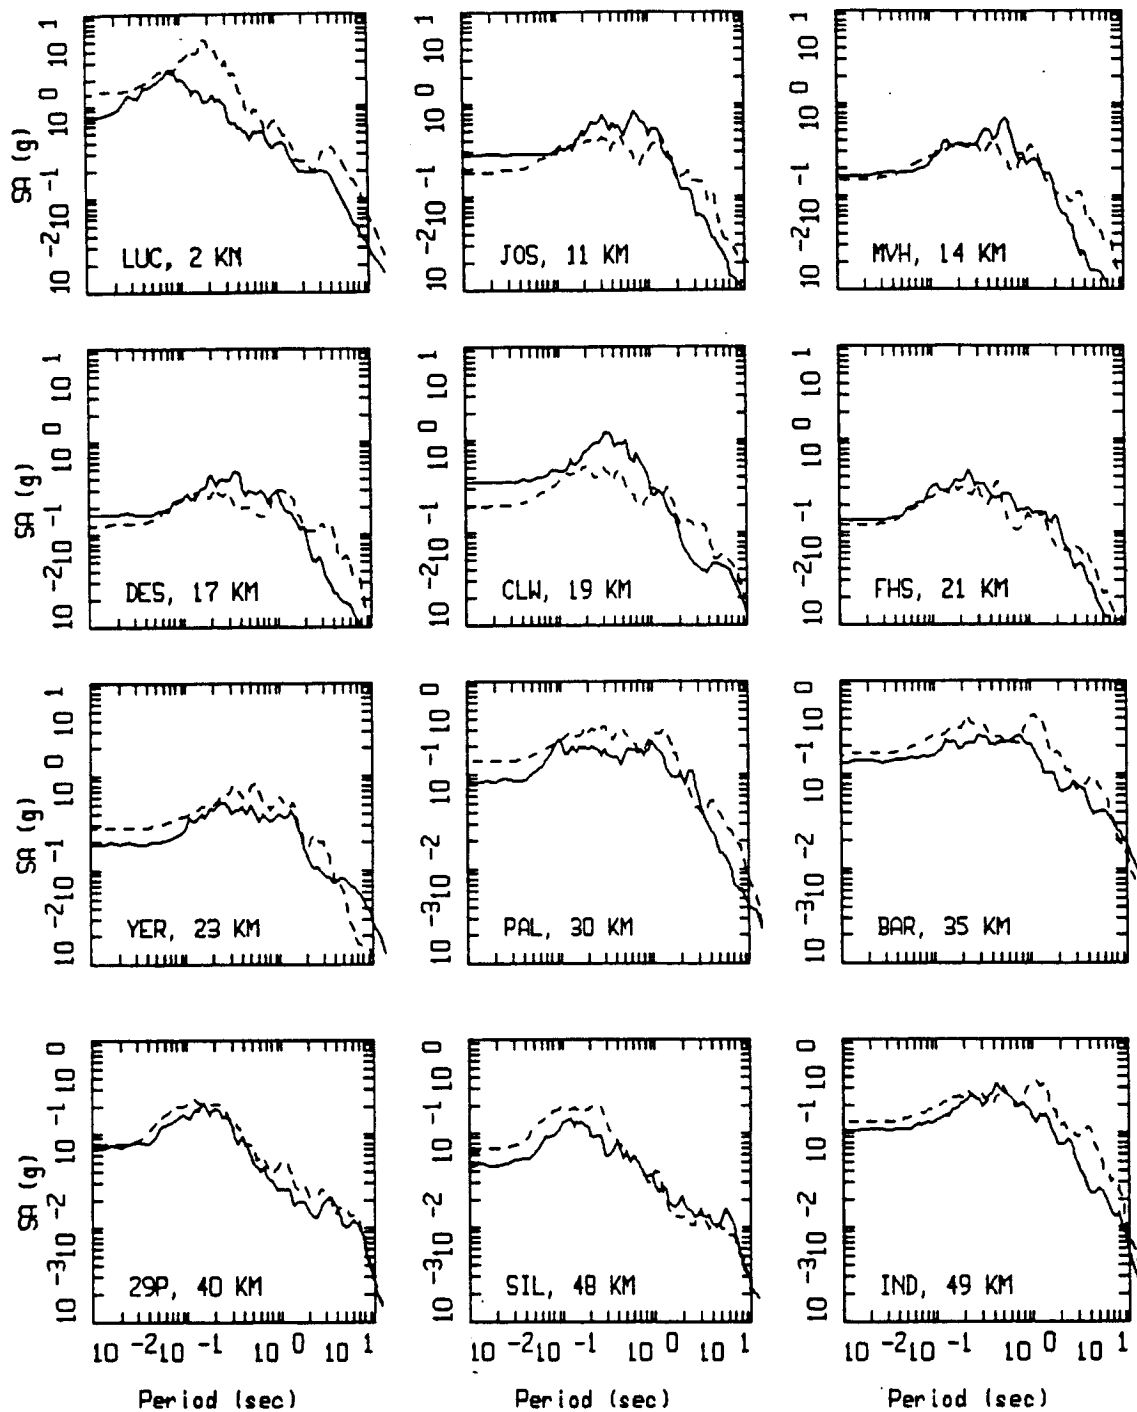 SA (g)
10 -2 10 -1 10 0 10 1
LUC, 2 KM
10 -2 10 -1 10 0 10 1
JOS, 11 KM
10 -2 10 -1 10 0 10 1
MVH, 14 KM
SA (g)
10 -2 10 -1 10 0 10 1
DES, 17 KM
10 -2 10 -1 10 0 10 1
CLW, 19 KM
10 -2 10 -1 10 0 10 1
FHS, 21 KM
SA (g)
10 -2 10 -1 10 0 10 1
YER, 23 KM
10 -3 10 -2 10 -1 10 0
PAL, 30 KM
10 -3 10 -2 10 -1 10 0
BAR, 35 KM
SA (g)
10 -3 10 -2 10 -1 10 0
29P, 40 KM
10 -3 10 -2 10 -1 10 0
SIL, 48 KM
10 -3 10 -2 10 -1 10 0
IND, 49 KM
10 -2 10 -1 10 0 10 1
10 -2 10 -1 10 0 10 1
10 -2 10 -1 10 0 10 1
Period (sec)
Period (sec)
Period (sec)